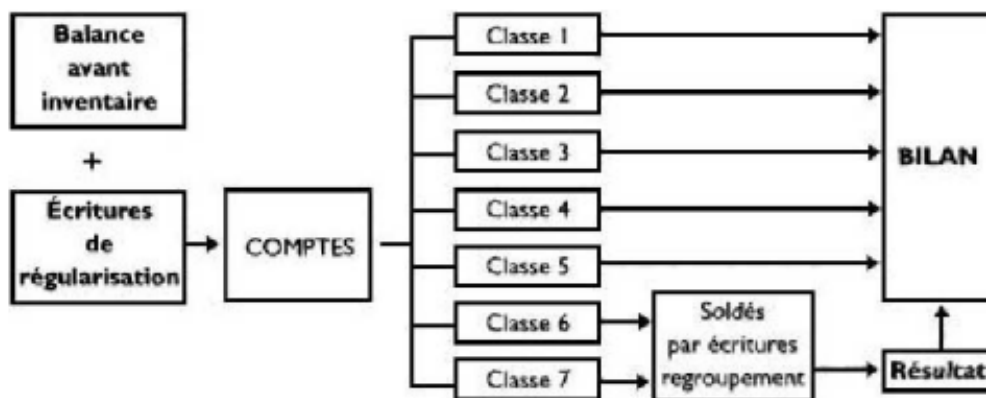 Balance
avant
inventaire
+
Écritures
de
régularisation
COMPTES
Classe 1
Classe 2
Classe 3
Classe 4
Classe 5
Classe 6
Classe 7
Soldés
par écritures
regroupement
BILAN
Résultat